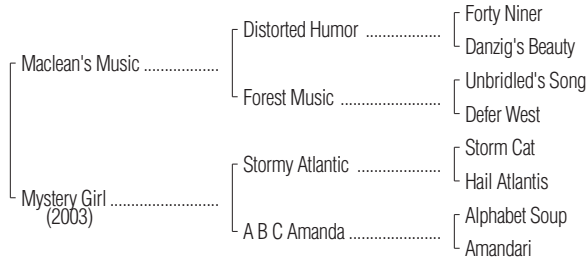 Forty Niner
Distorted Humor ..................
Danzig's Beauty
Maclean's Music ..................
Unbridled's Song
Forest Music ........................
Defer West
Storm Cat
Stormy Atlantic ....................
Hail Atlantis
Mystery Girl ..........................
(2003)
Alphabet Soup
A B C Amanda ......................
Amandari